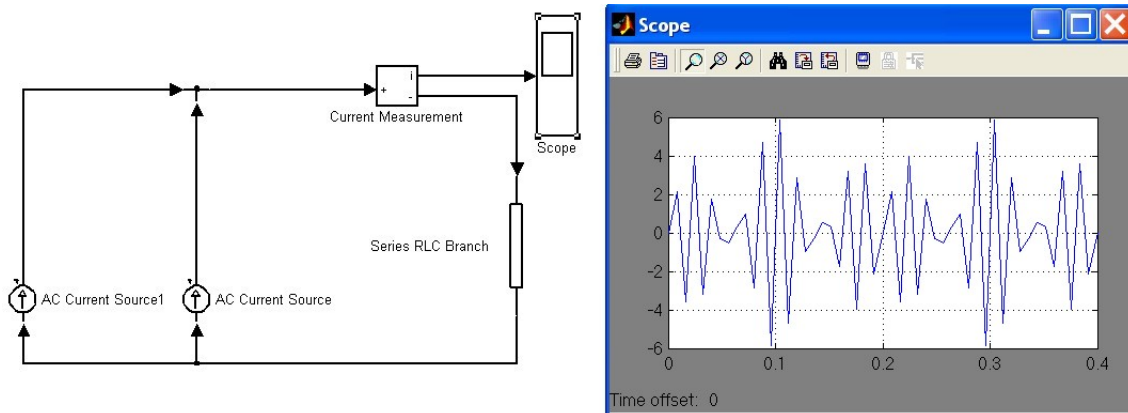 i
+
-
Current Measurement
Scope
Series RLC Branch
AC Current Source1
AC Current Source
Scope
6
4
2
0
-2
-4
-6
0
0.1
0.2
0.3
0.4
Time offset: 0